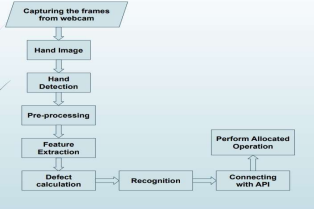 Capturing the frames
from webcam
Hand Image
Hand
Detection
Pre-processing
Feature
Extraction
Defect
calculation
Recognition
Connecting
with API
Perform Allocated
Operation